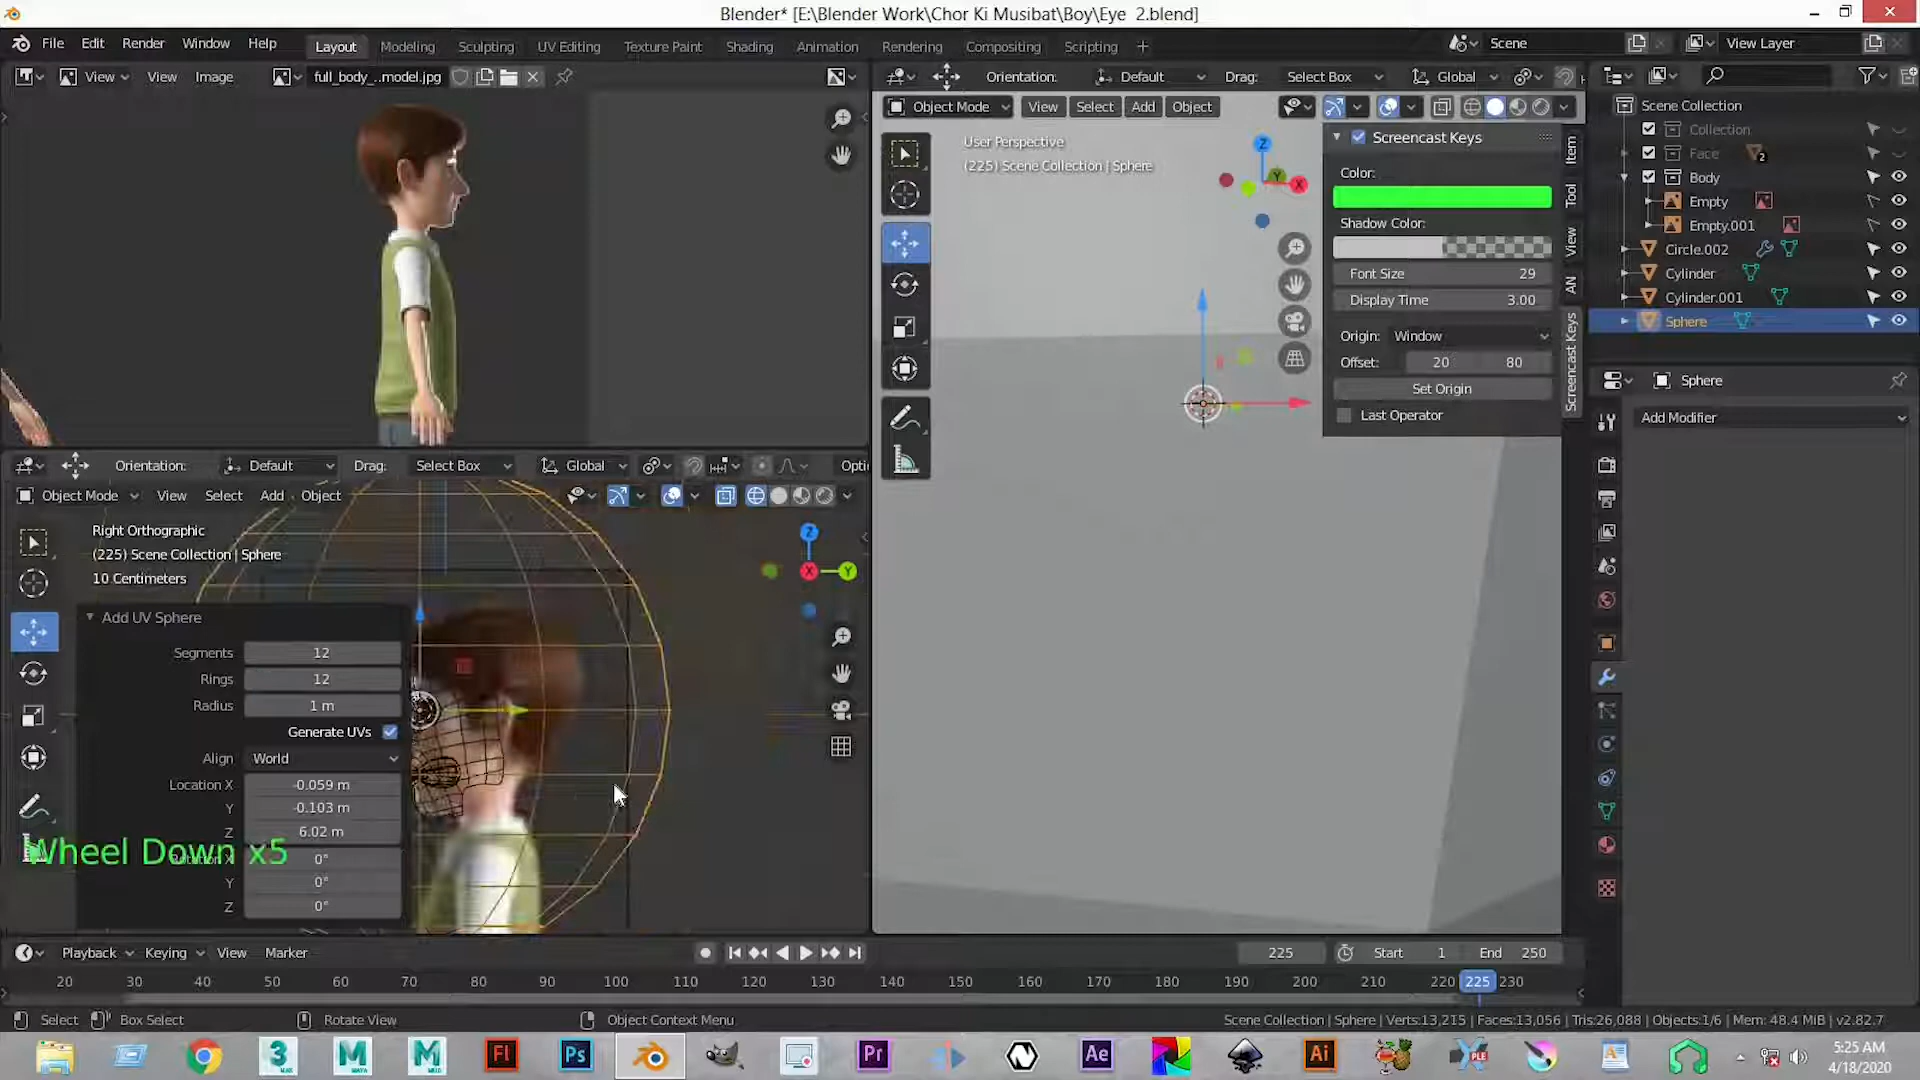 Blender* [E:\Blender Work\Chor Ki Musibat\Boy\Eye  2.blend]
File Edit Render Window Help Layout Modeling Sculpting UV Editing Texture Paint Shading Animation Rendering Compositing Scripting + Scene View Layer
View View Image full_body_..model.jpg
Orientation: Default Drag: Select Box Global
Object Mode View Select Add Object
User Perspective
(225) Scene Collection | Sphere
Z
Y
X
Screencast Keys
Color:
Shadow Color:
Font Size 29
Display Time 3.00
Origin: Window
Offset: 20 80
Set Origin
Last Operator
Item
Tool
View
AN
Screencast Keys
Scene Collection
Collection
Face 2
Body
Empty
Empty.001
Circle.002
Cylinder
Cylinder.001
Sphere
Sphere
Add Modifier
Orientation: Default Drag: Select Box Global Opti
Object Mode View Select Add Object
Right Orthographic
(225) Scene Collection | Sphere
10 Centimeters
Z
X
Y
Add UV Sphere
Segments 12
Rings 12
Radius 1 m
Generate UVs
Align World
Location X -0.059 m
Y -0.103 m
Z 6.02 m
Wheel Down x5
Rotation X 0°
Y 0°
Z 0°
Playback Keying View Marker 225 Start 1 End 250
20 30 40 50 60 70 80 90 100 110 120 130 140 150 160 170 180 190 200 210 220 225 230
Select Box Select Rotate View Object Context Menu Scene Collection | Sphere | Verts:13,215 | Faces:13,056 | Tris:26,088 | Objects:1/6 | Mem: 48.4 MiB | v2.82.7
3 M M Fl Ps Pr N Ae Ai PLE
5:25 AM
4/18/2020